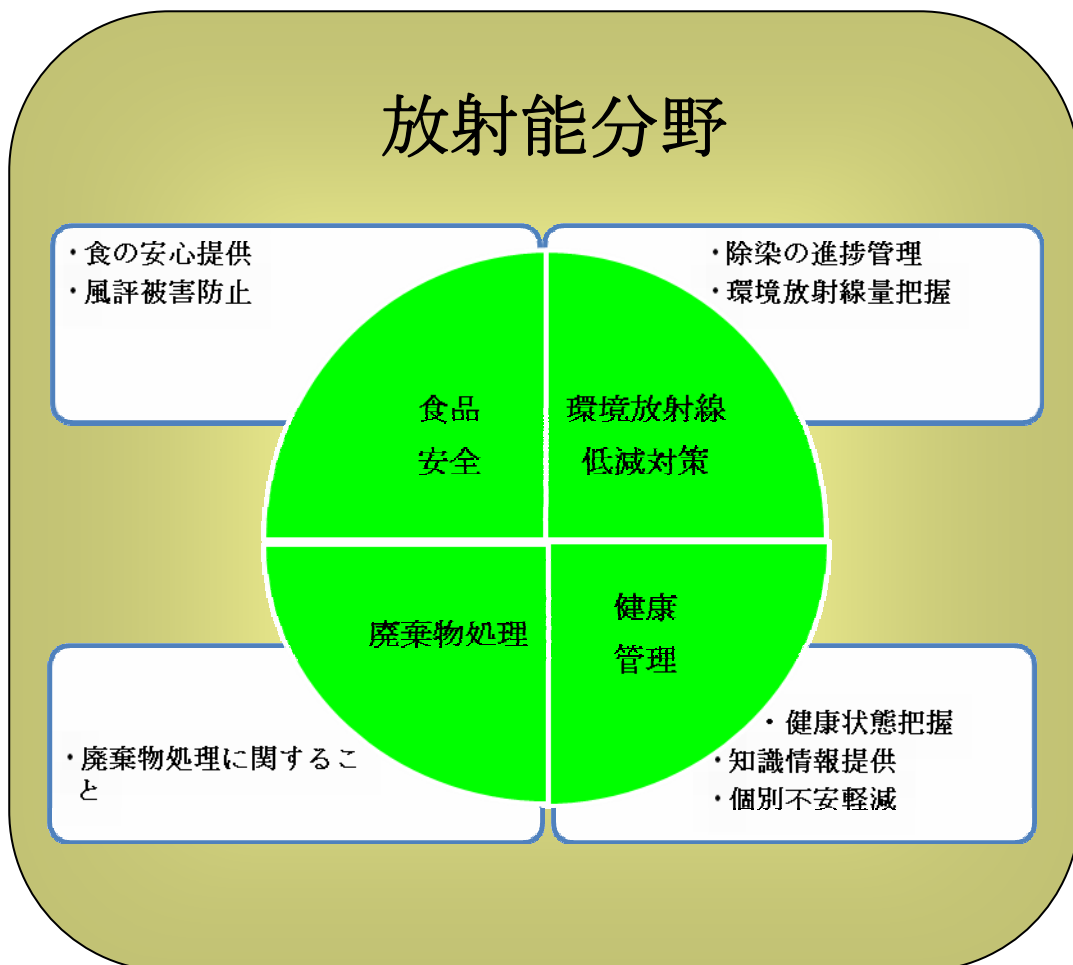 放射能分野
・食の安心提供
・風評被害防止
・除染の進捗管理
・環境放射線量把握
食品
安全
環境放射線
低減対策
廃棄物処理
健康
管理
・廃棄物処理に関するこ
と
・健康状態把握
・知識情報提供
・個別不安軽減